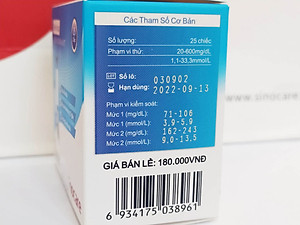 Các Tham Số Cơ Bản
Số lượng: 25 chiếc
Phạm vi thử: 20-600mg/dL
1,1-33,3mmol/L
LOT Số lô: 030902
Hạn dùng: 2022-09-13
Phạm vi kiểm soát:
Mức 1 (mg/dL): 71-106
Mức 1 (mmol/L): 3.9-5.9
Mức 2 (mg/dL): 162-243
Mức 2 (mmol/L): 9.0-13.5
GIÁ BÁN LẺ: 180.000VNĐ
6 934175 038961
www.sinocare